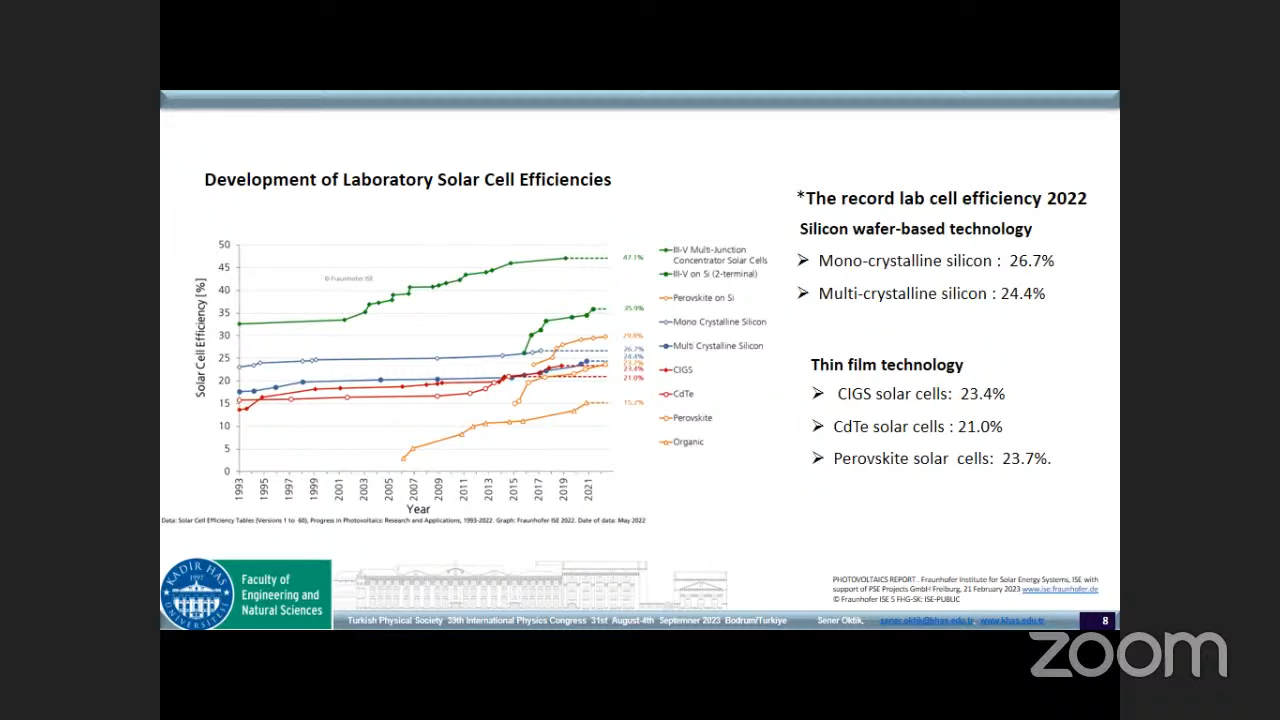 Development of Laboratory Solar Cell Efficiencies
*The record lab cell efficiency 2022
Silicon wafer-based technology
Mono-crystalline silicon : 26.7%
Multi-crystalline silicon : 24.4%
Thin film technology
CIGS solar cells: 23.4%
CdTe solar cells : 21.0%
Perovskite solar cells: 23.7%.
Solar Cell Efficiency [%]
50
45
40
35
30
25
20
15
10
5
0
© Fraunhofer ISE
47.1%
35.9%
29.8%
26.7%
24.4%
23.7%
23.4%
21.0%
15.2%
III-V Multi-Junction
Concentrator Solar Cells
III-V on Si (2-terminal)
Perovskite on Si
Mono Crystalline Silicon
Multi Crystalline Silicon
CIGS
CdTe
Perovskite
Organic
1993
1995
1997
1999
2001
2003
2005
2007
2009
2011
2013
2015
2017
2019
2021
Year
Data: Solar Cell Efficiency Tables (Versions 1 to 60), Progress in Photovoltaics: Research and Applications, 1993-2022. Graph: Fraunhofer ISE 2022. Date of data: May 2022
KADİR HAS
1997
UNIVERSITY
Faculty of
Engineering and
Natural Sciences
PHOTOVOLTAICS REPORT . Fraunhofer Institute for Solar Energy Systems, ISE with
support of PSE Projects GmbH Freiburg, 21 February 2023 www.ise.fraunhofer.de
© Fraunhofer ISE 5 FHG-SK: ISE-PUBLIC
Turkish Physical Society 39th International Physics Congress 31st August-4th Septemner 2023 Bodrum/Turkiye Sener Oktik, sener.oktik@khas.edu.tr, www.khas.edu.tr 8
zoom